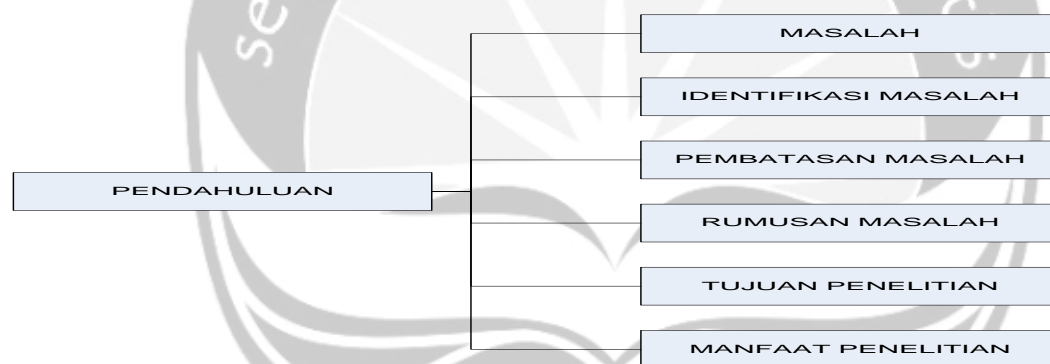 MASALAH
IDENTIFIKASI MASALAH
PEMBATASAN MASALAH
PENDAHULUAN
RUMUSAN MASALAH
TUJUAN PENELITIAN
MANFAAT PENELITIAN